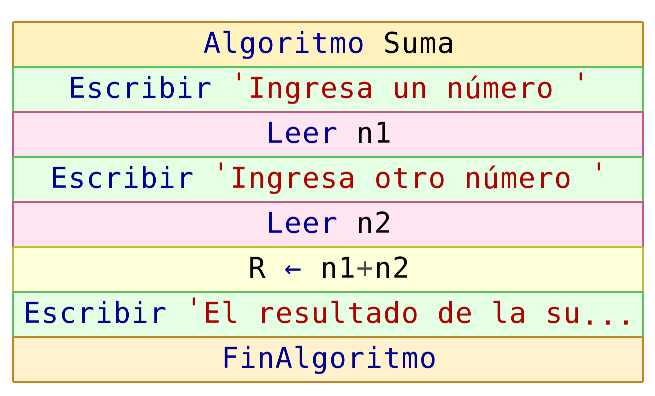 Algoritmo Suma
Escribir 'Ingresa un número '
Leer n1
Escribir 'Ingresa otro número '
Leer n2
R ← n1+n2
Escribir 'El resultado de la su...
FinAlgoritmo